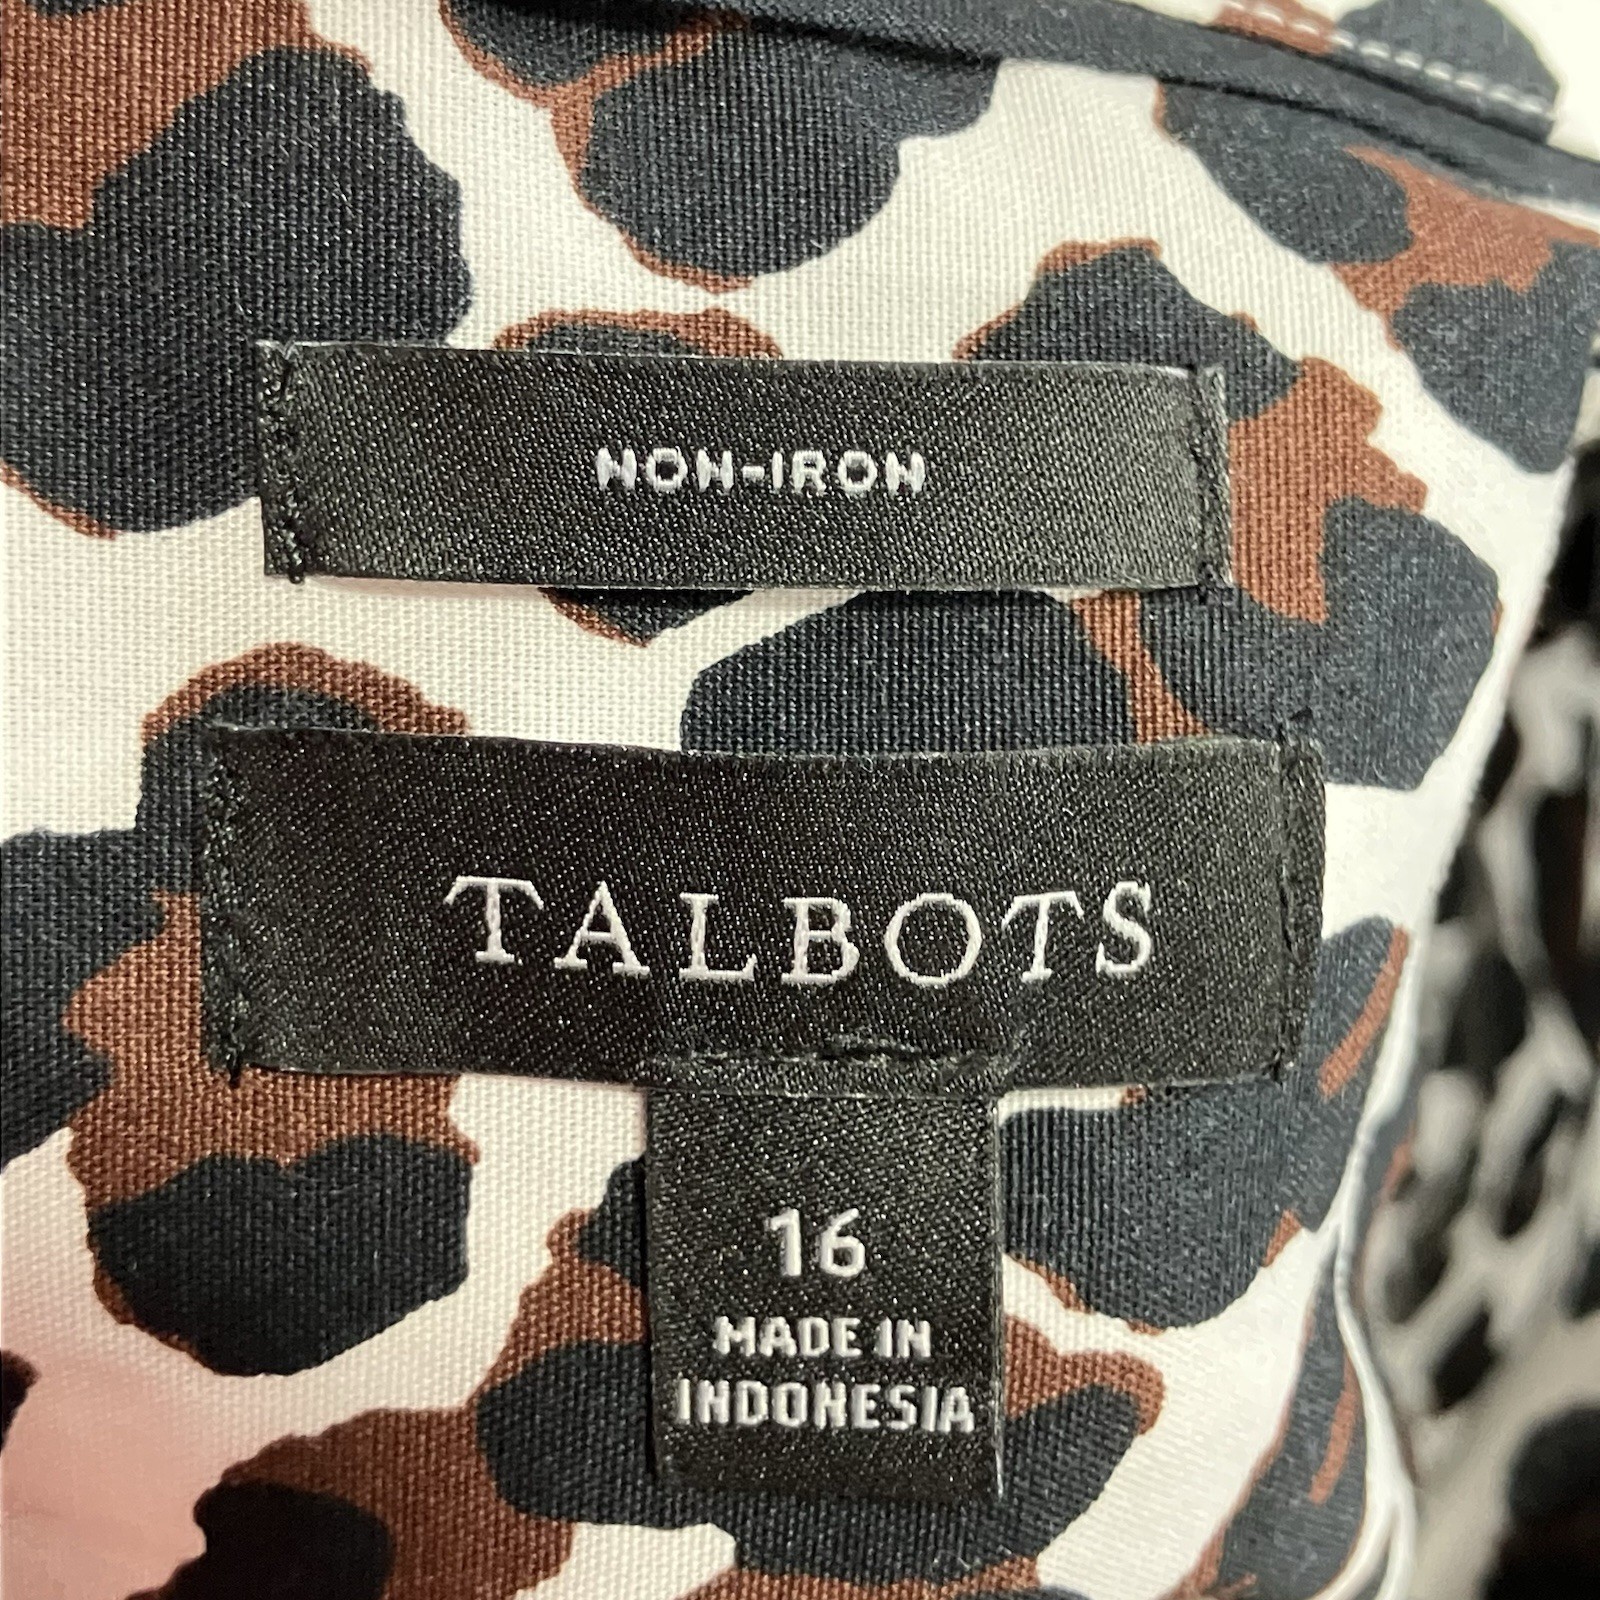 NON-IRON
TALBOTS
16
MADE IN
INDONESIA